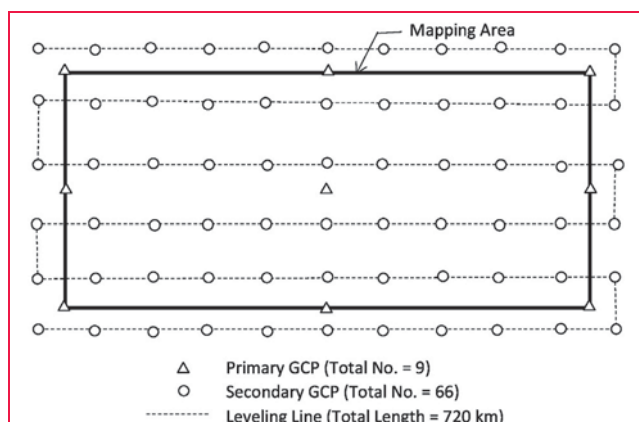 Mapping Area
Primary GCP (Total No. = 9)
Secondary GCP (Total No. = 66)
Leveling Line (Total Length = 720 km)